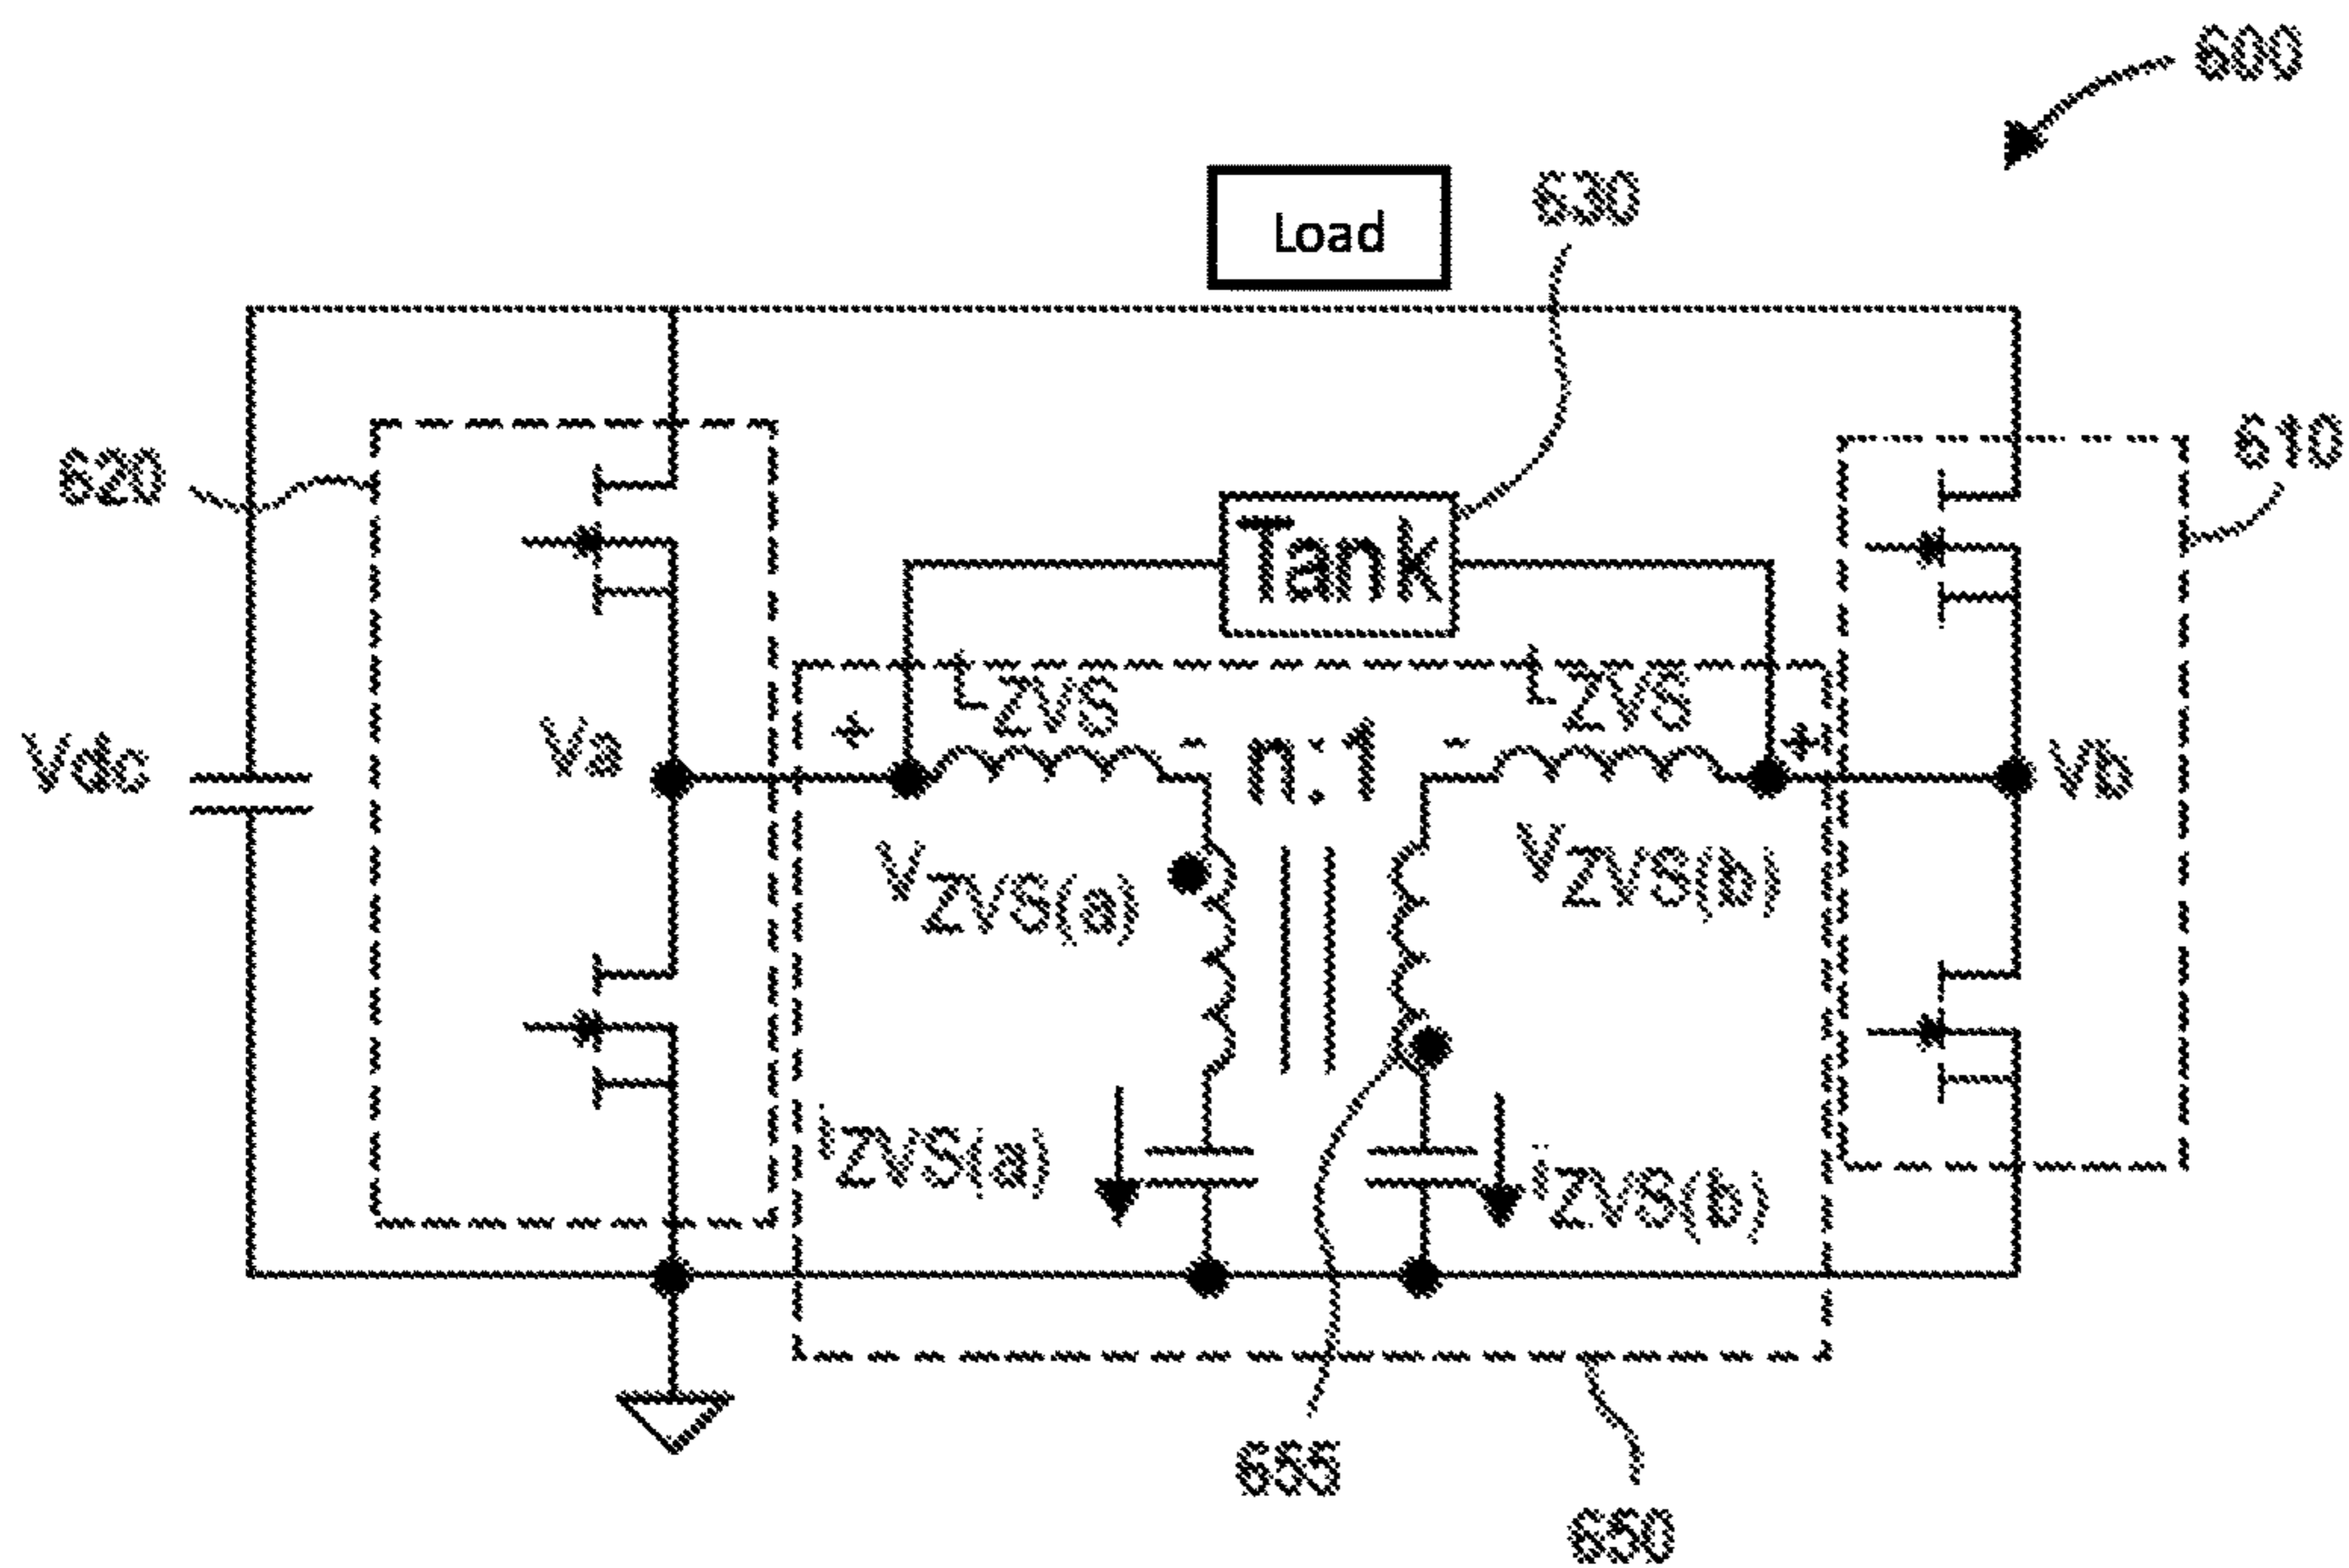 600
Load
630
620
610
Tank
LZVS
LZVS
Vdc
Va
+
-
n:1
-
+
Vb
VZVS(a)
VZVS(b)
iZVS(a)
iZVS(b)
655
650